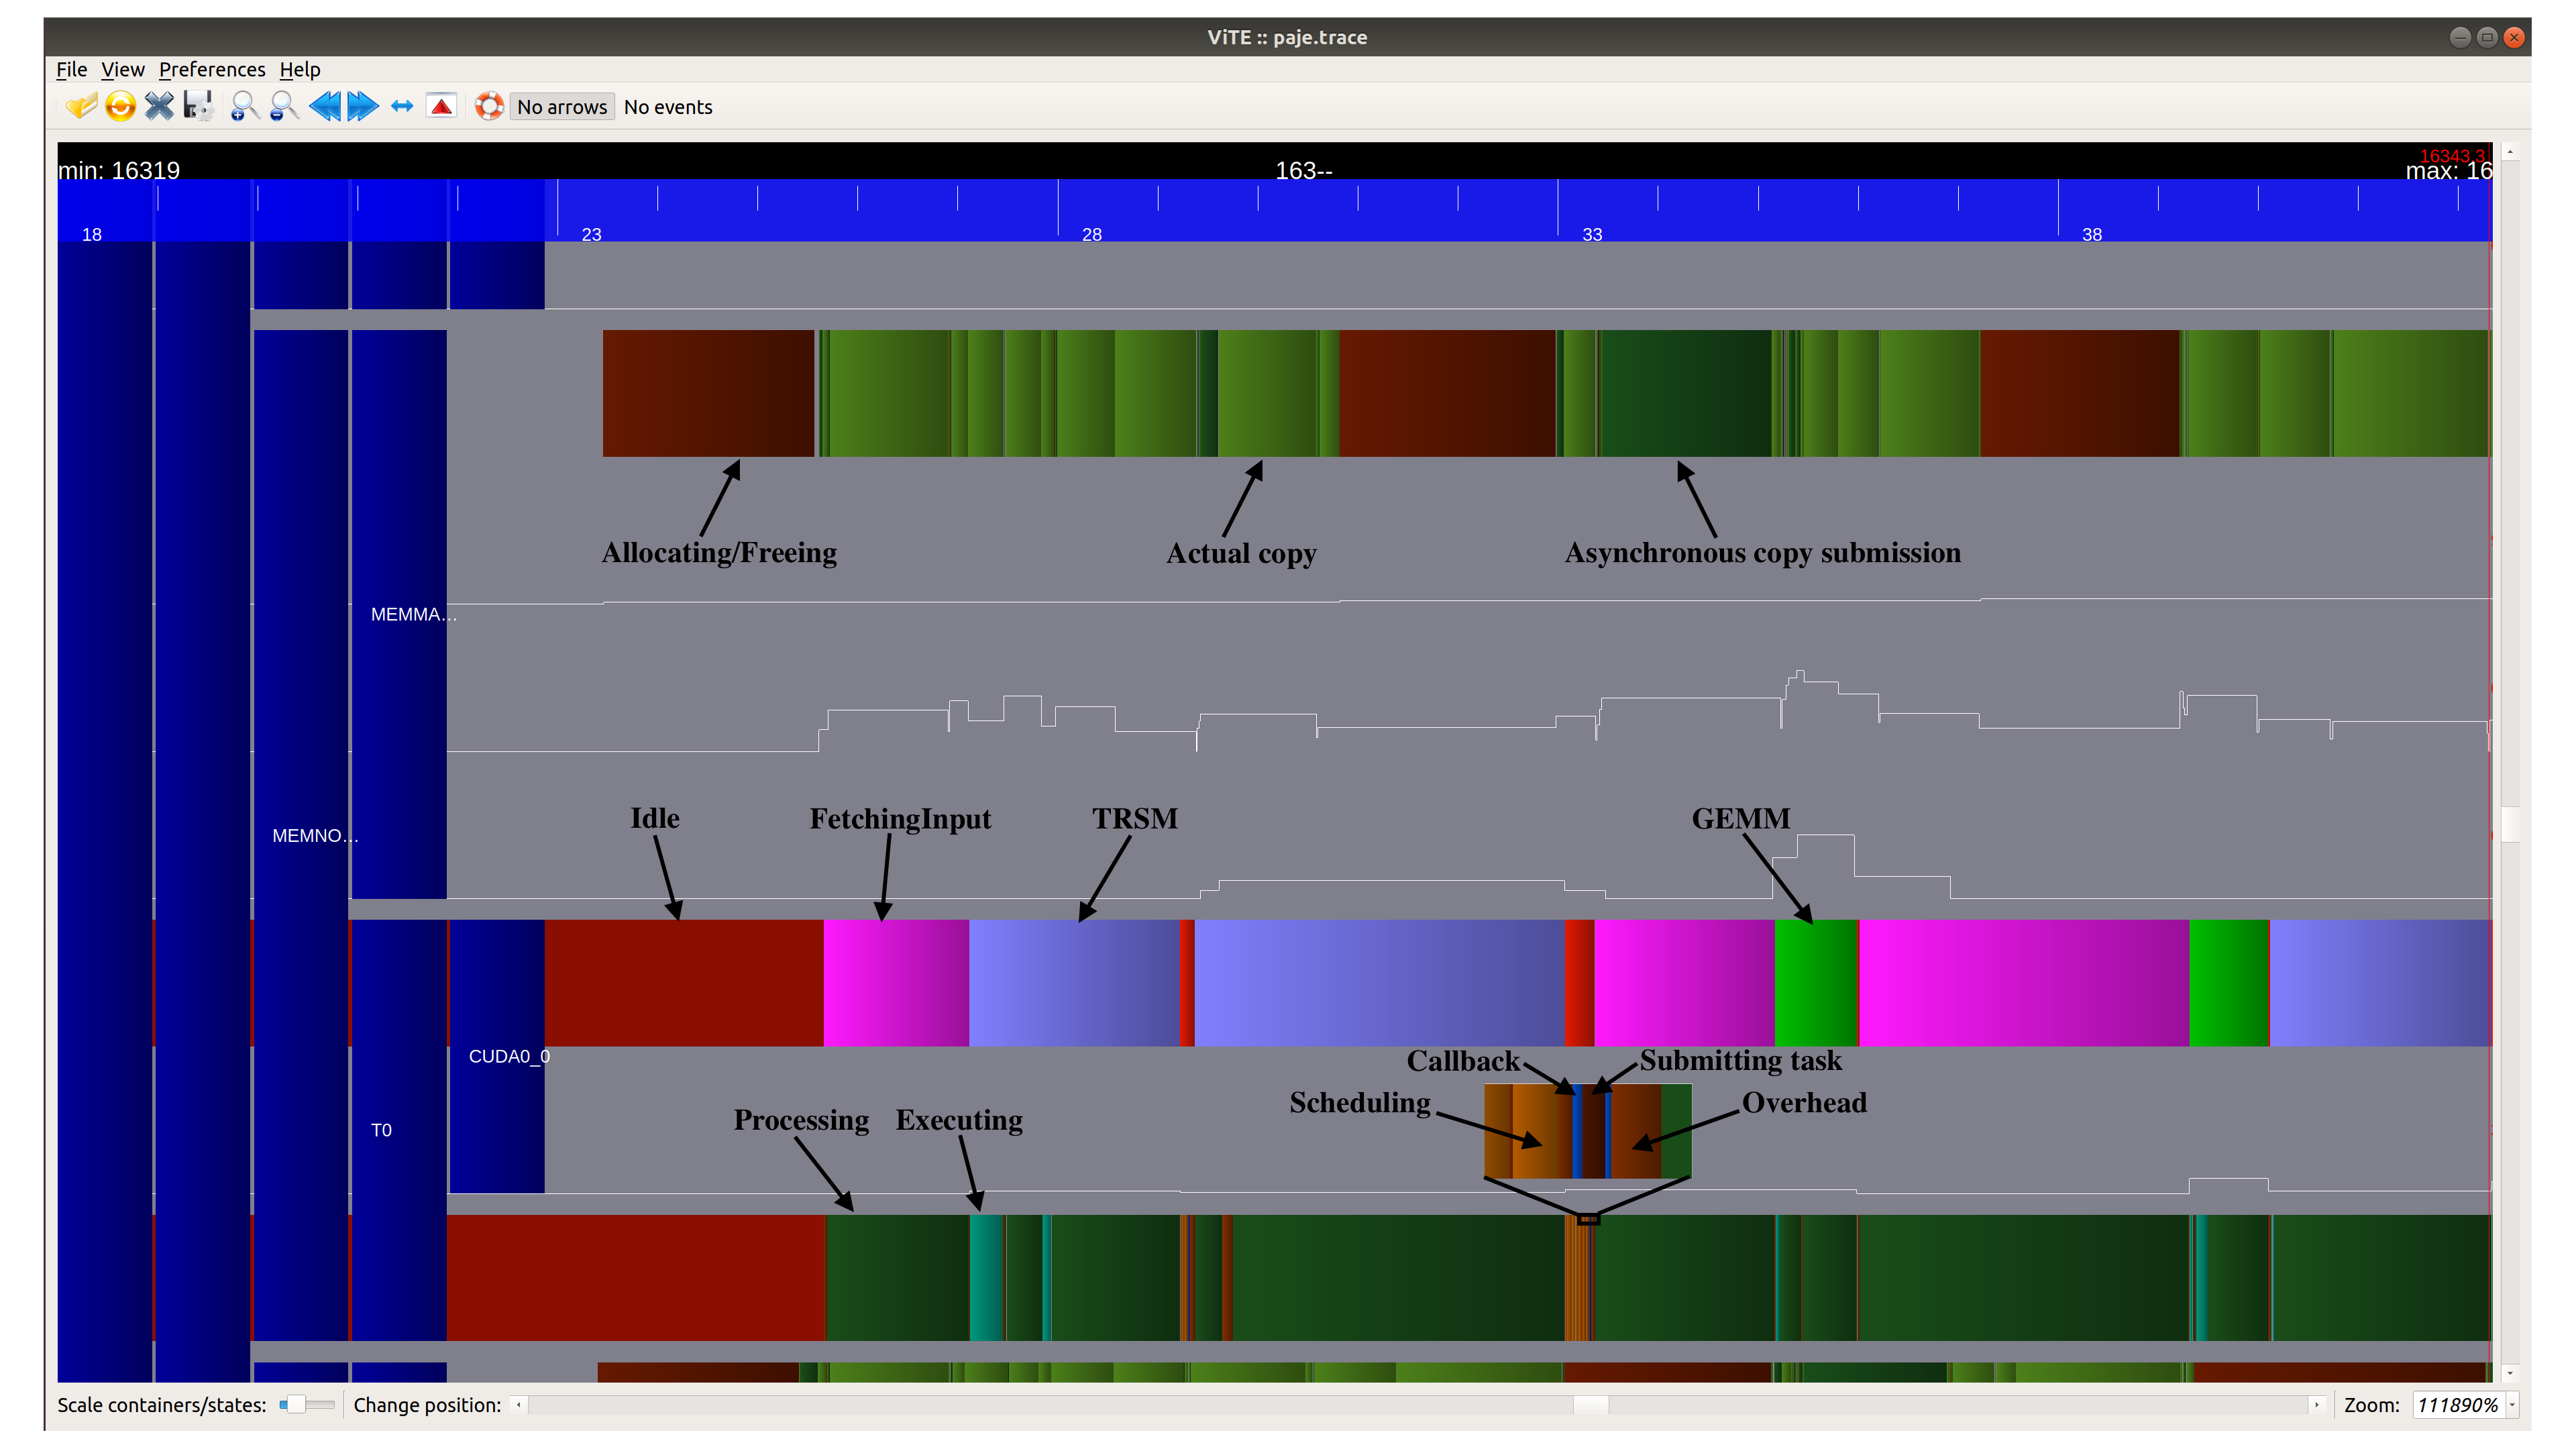 ViTE :: paje.trace
File View Preferences Help
No arrows No events
16343.3
min: 16319 163-- max: 16
18 23 28 33 38
Allocating/Freeing Actual copy Asynchronous copy submission
MEMMA...
Idle FetchingInput TRSM GEMM
MEMNO...
CUDA0_0
Callback Submitting task
Scheduling Overhead
Processing Executing
T0
Scale containers/states: Change position: Zoom: 111890%